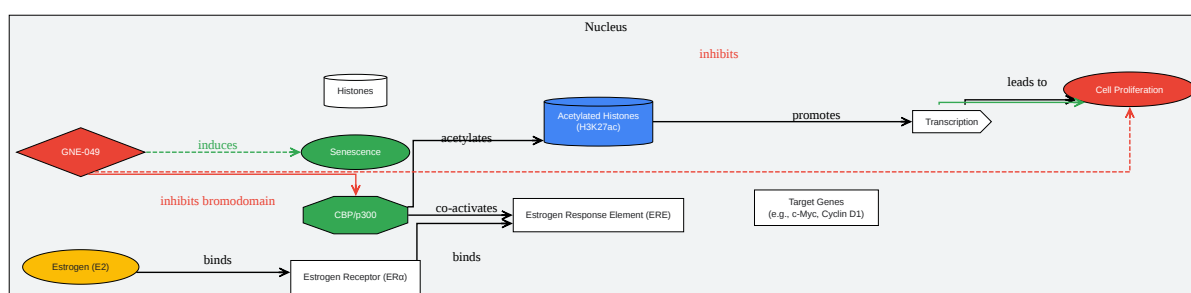 Nucleus
inhibits
leads to
Histones
Cell Proliferation
Acetylated Histones
(H3K27ac)
promotes
Transcription
acetylates
GNE-049
induces
Senescence
inhibits bromodomain
CBP/p300
co-activates
Estrogen Response Element (ERE)
Target Genes
(e.g., c-Myc, Cyclin D1)
Estrogen (E2)
binds
Estrogen Receptor (ERα)
binds